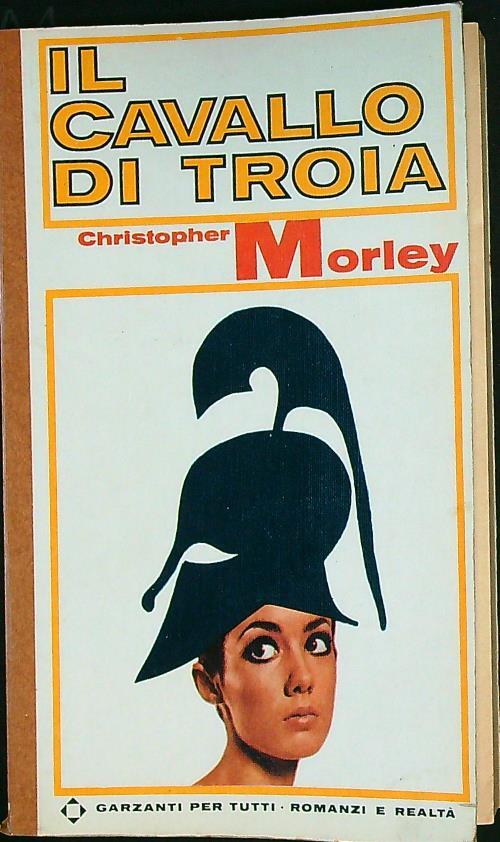 IL
CAVALLO
DI TROIA
Christopher Morley
GARZANTI PER TUTTI · ROMANZI E REALTÀ